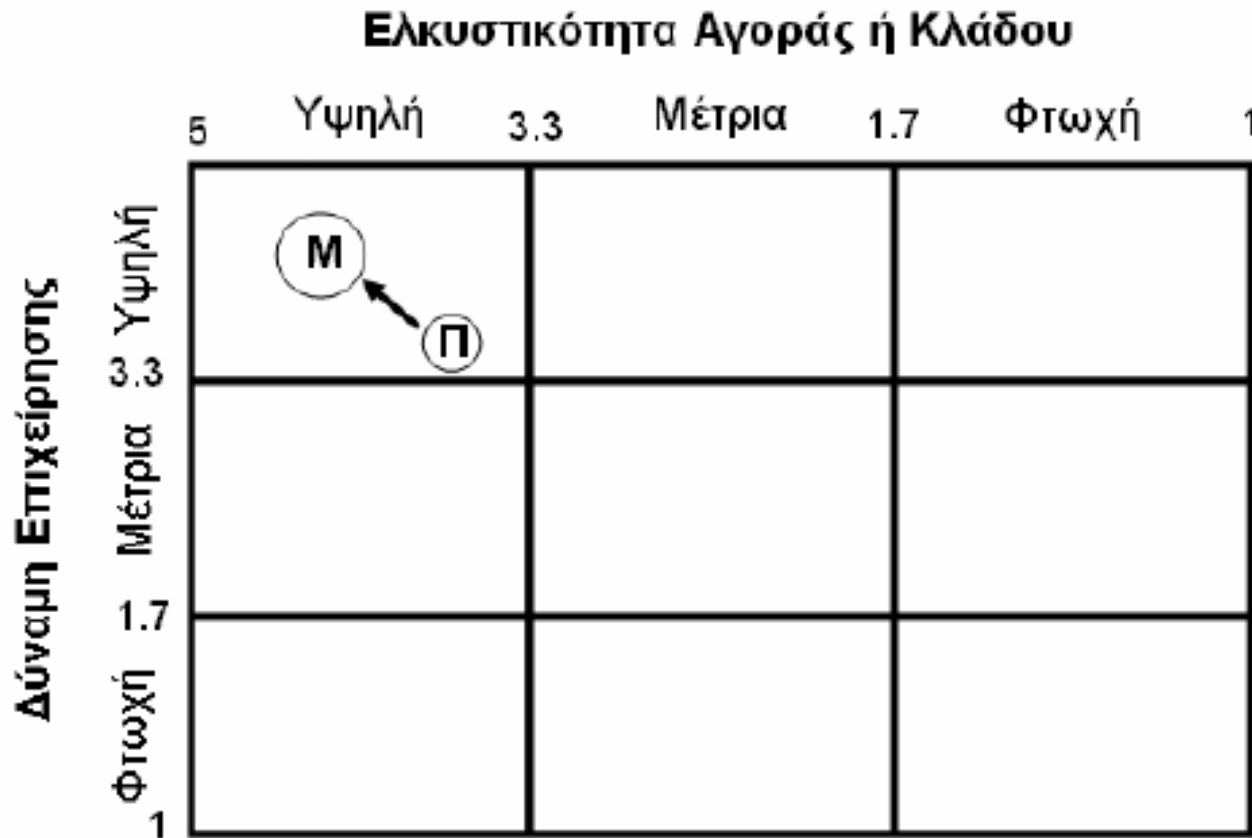 Ελκυστικότητα Αγοράς ή Κλάδου
5 Υψηλή 3.3 Μέτρια 1.7 Φτωχή 1
Δύναμη Επιχείρησης
Υψηλή
Μ
Π
3.3
Μέτρια
1.7
Φτωχή
1